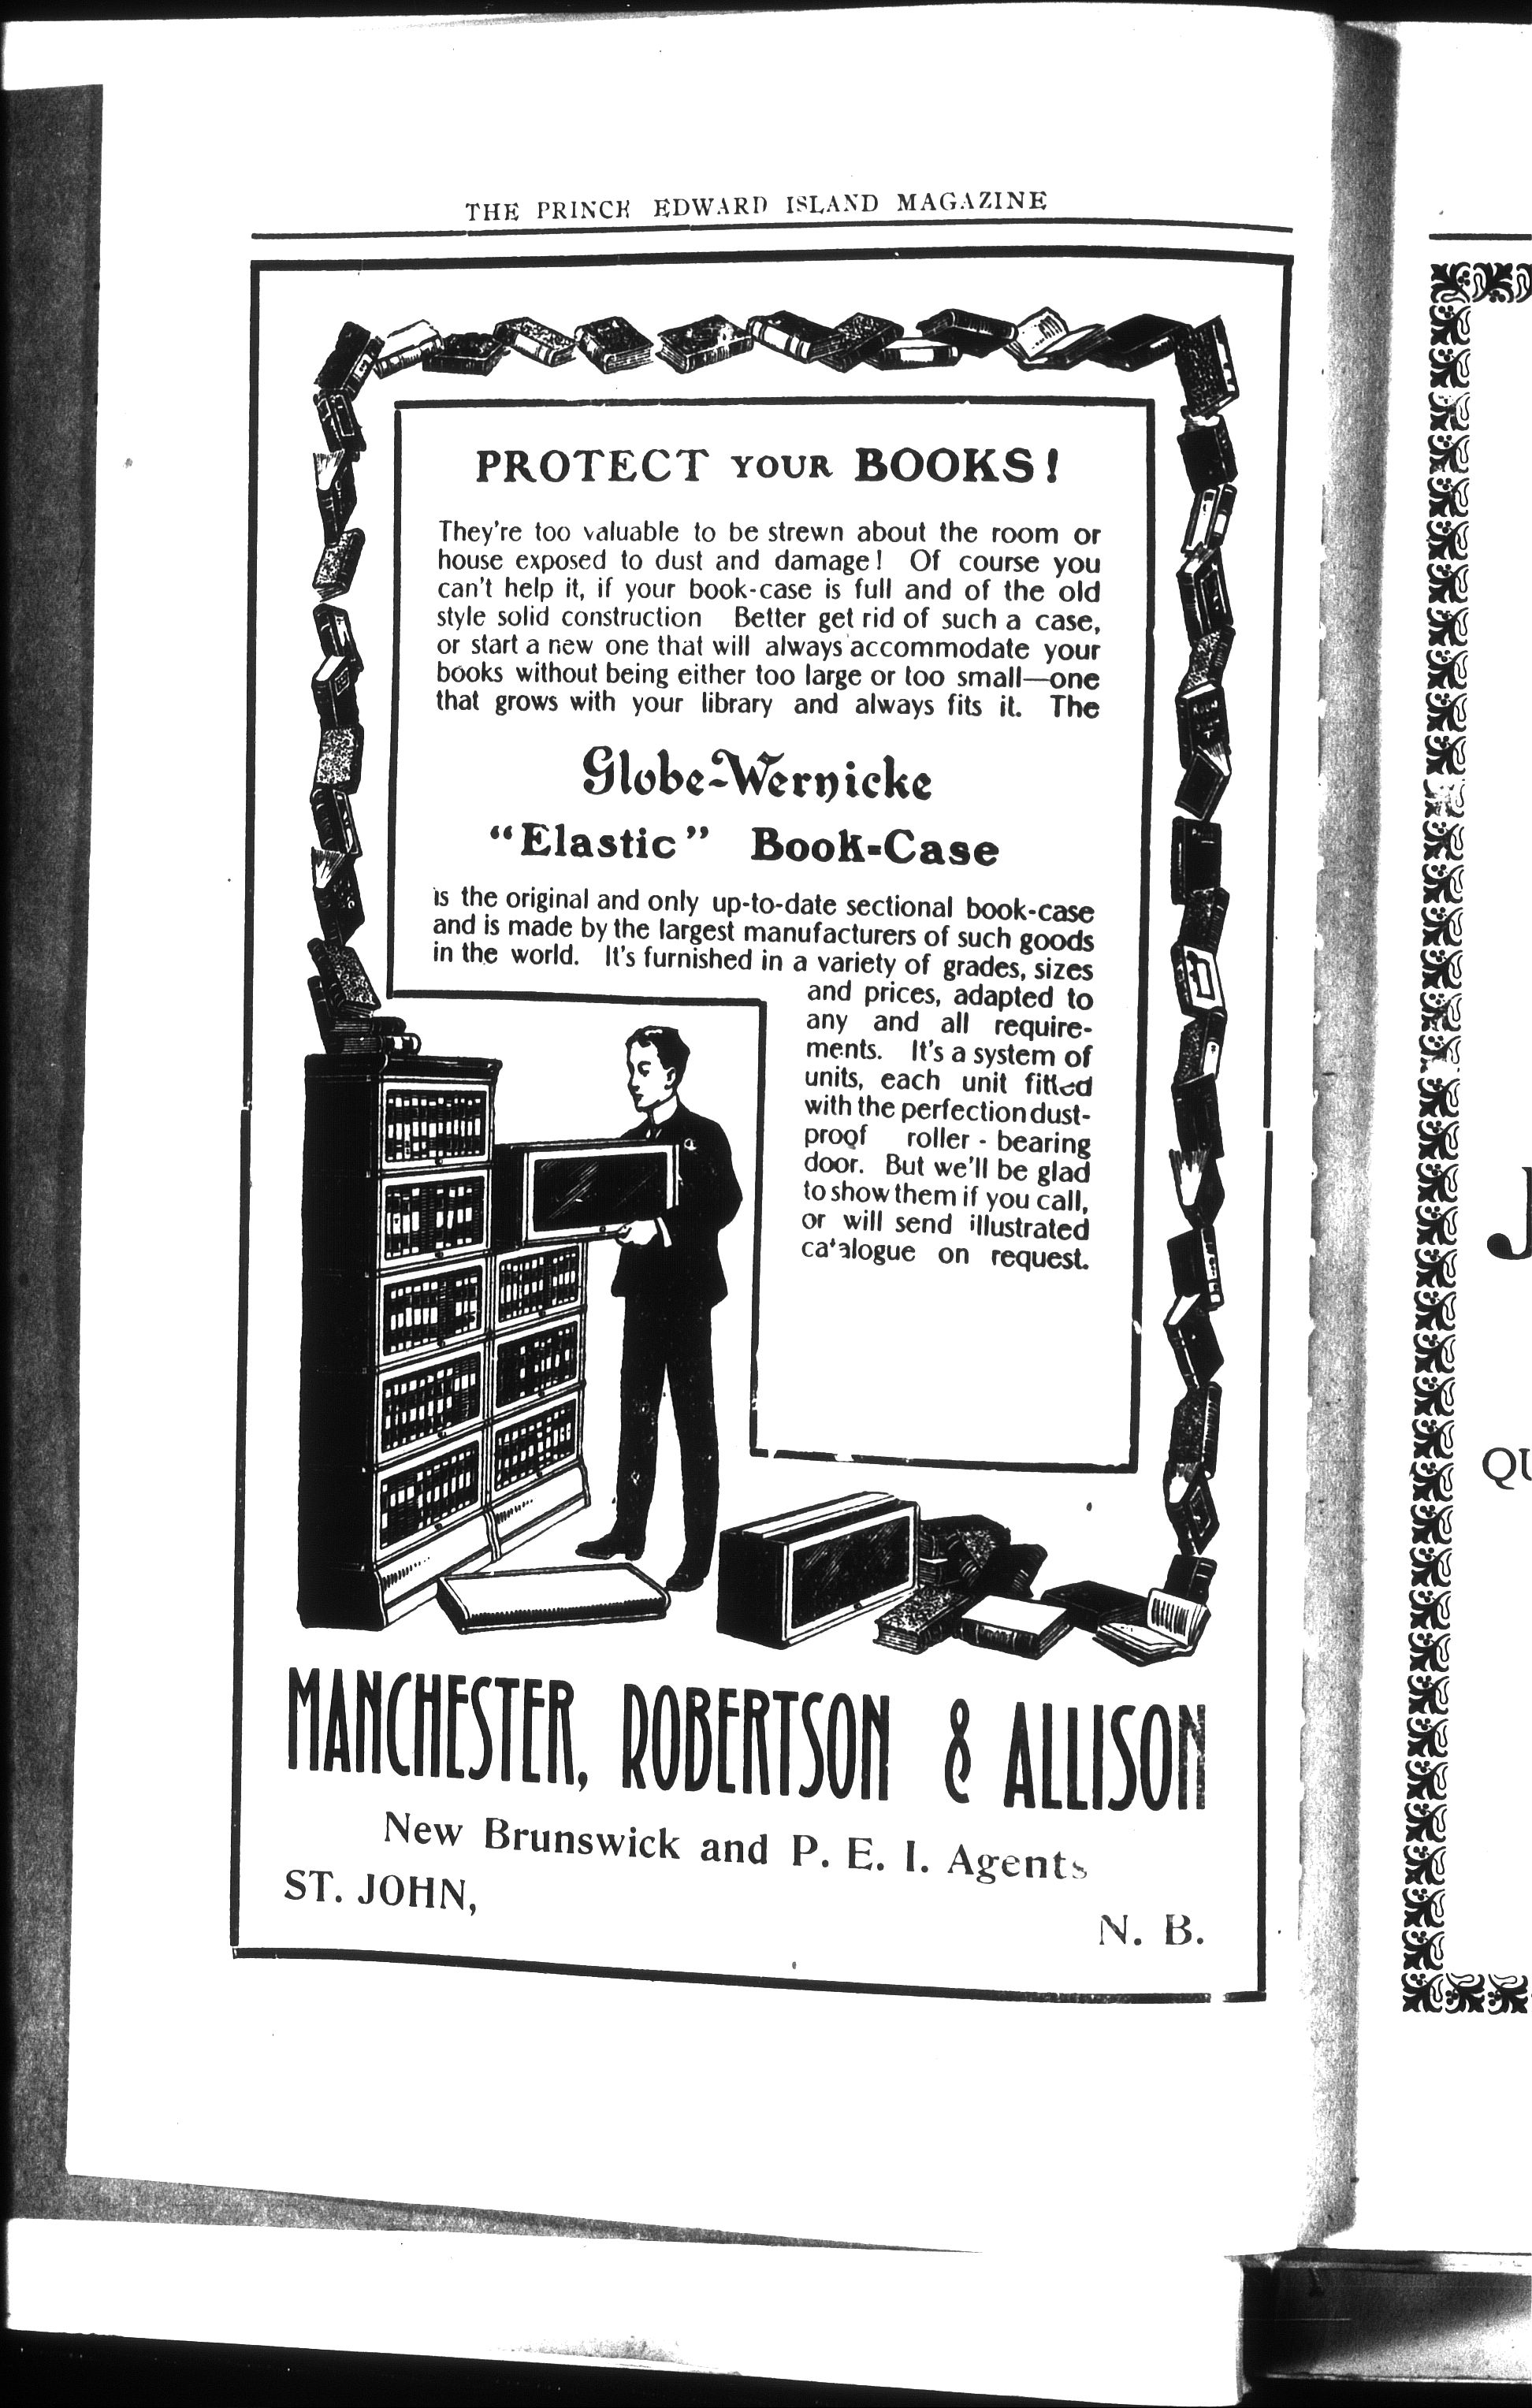 THE PRINCE EDWARD ISLAND MAGAZINE
PROTECT YOUR BOOKS!
They're too valuable to be strewn about the room or
house exposed to dust and damage! Of course you
can't help it, if your book-case is full and of the old
style solid construction Better get rid of such a case,
or start a new one that will always accommodate your
books without being either too large or too small—one
that grows with your library and always fits it. The
Globe-Wernicke
"Elastic" Book-Case
is the original and only up-to-date sectional book-case
and is made by the largest manufacturers of such goods
in the world. It's furnished in a variety of grades, sizes
and prices, adapted to
any and all require-
ments. It's a system of
units, each unit fitted
with the perfection dust-
proof roller - bearing
door. But we'll be glad
to show them if you call,
or will send illustrated
catalogue on request.
MANCHESTER, ROBERTSON & ALLISON
New Brunswick and P. E. I. Agents
ST. JOHN,
N. B.
J
QU